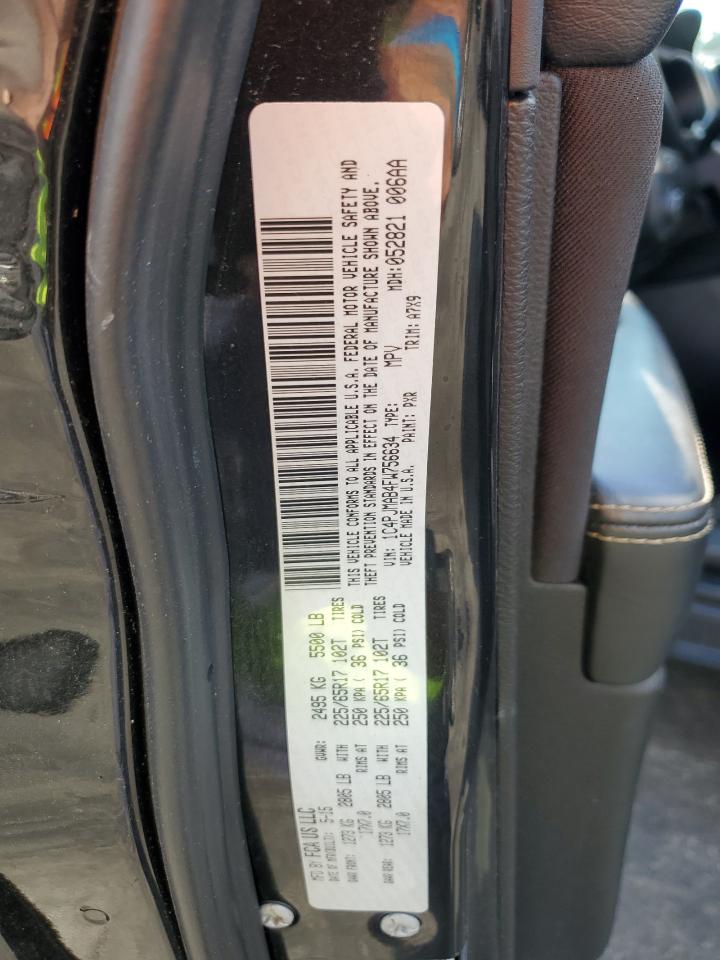 MFD BY: FCA US LLC
DATE OF MFR(BUILT): 5-15 GVWR: 2495 KG 5500 LB
GAWR FRONT: 1273 KG 2805 LB WITH 225/65R17 102T TIRES
17X7.0 RIMS AT 250 KPA ( 36 PSI) COLD
GAWR REAR: 1273 KG 2805 LB WITH 225/65R17 102T TIRES
17X7.0 RIMS AT 250 KPA ( 36 PSI) COLD
THIS VEHICLE CONFORMS TO ALL APPLICABLE U.S.A. FEDERAL MOTOR VEHICLE SAFETY AND
THEFT PREVENTION STANDARDS IN EFFECT ON THE DATE OF MANUFACTURE SHOWN ABOVE.
VIN: 1C4PJMAB4FW756634 TYPE: MPV MDH:052821 006AA
VEHICLE MADE IN U.S.A. PAINT: PXR TRIM: A7X9